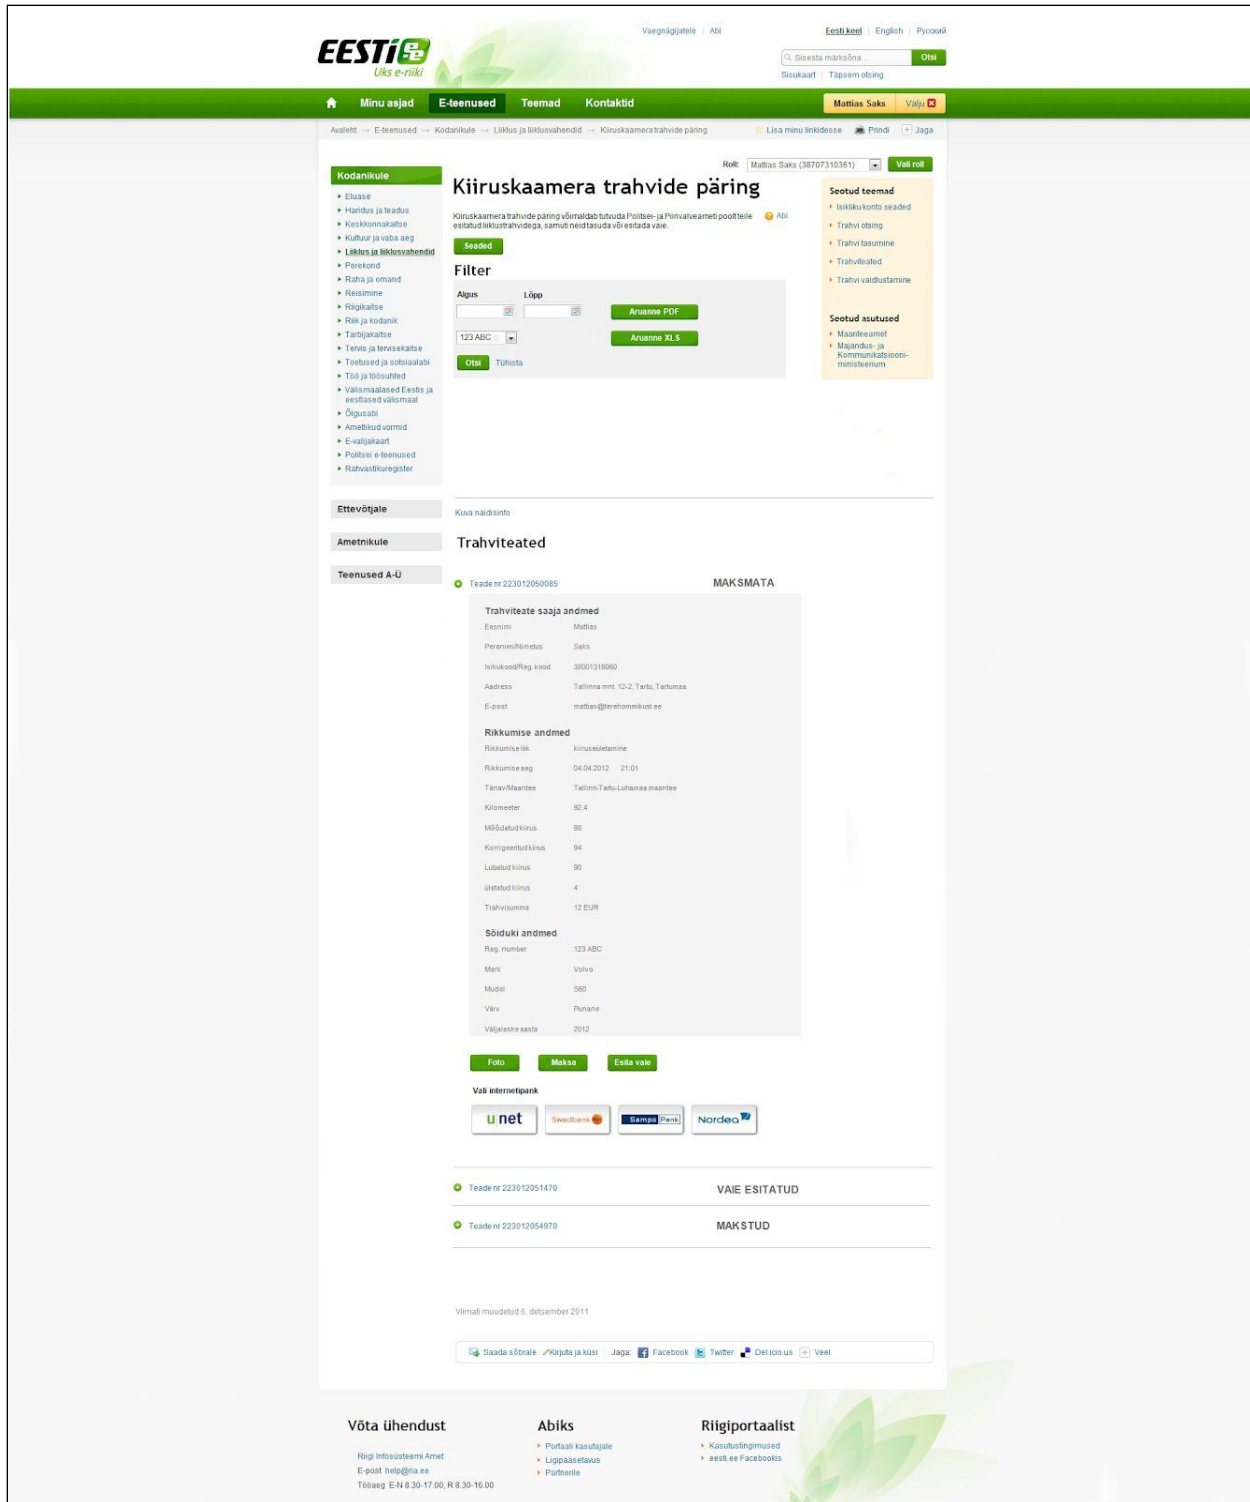 Vaegnägijatele | Abi
Eesti keel | English | Русский
EESTi.ee
Uks e-riiki
Sisesta märksõna... Otsi
Sisukaart | Täpsem otsing
Minu asjad E-teenused Teemad Kontaktid
Mattias Saks Välju
Avaleht → E-teenused → Kodanikule → Liiklus ja liiklusvahendid → Kiiruskaamera trahvide päring
Lisa minu linkidesse Prindi Jaga
Roll: Mattias Saks (38707310361) Vali roll
Kodanikule
Eluase
Haridus ja teadus
Keskkonnakaitse
Kultuur ja vaba aeg
Liiklus ja liiklusvahendid
Perekond
Raha ja omand
Reisimine
Riigikaitse
Riik ja kodanik
Tarbijakaitse
Tervis ja tervisekaitse
Toetused ja sotsiaalabi
Töö ja töösuhted
Välismaalased Eestis ja
eestlased välismaal
Õigusabi
Ametlikud vormid
E-valijakaart
Politsei e-teenused
Rahvastikuregister
Ettevõtjale
Ametnikule
Teenused A-Ü
Kiiruskaamera trahvide päring
Kiiruskaamera trahvide päring võimaldab tutvuda Politsei- ja Piirivalveameti poolt teile
esitatud liiklustrahvidega, samuti neid tasuda või esitada vaie.
Abi
Seaded
Filter
Algus Lõpp
Aruanne PDF
123 ABC
Aruanne XLS
Otsi Tühista
Seotud teemad
Isikliku konto seaded
Trahvi otsing
Trahvi tasumine
Trahviteated
Trahvi vaidlustamine
Seotud asutused
Maanteeamet
Majandus- ja
Kommunikatsiooni-
ministeerium
Kuva näidisinfo
Trahviteated
Teade nr 223012050085 MAKSMATA
Trahviteate saaja andmed
Eesnimi Mattias
Perenimi/Nimetus Saks
Isikukood/Reg. kood 38001316060
Aadress Tallinna mnt. 12-2, Tartu, Tartumaa
E-post mattias@terehommikust.ee
Rikkumise andmed
Rikkumise liik kiiruseületamine
Rikkumise aeg 04.04.2012 21:01
Tänav/Maantee Tallinn-Tartu-Luhamaa maantee
Kilomeeter 92,4
Mõõdetud kiirus 98
Korrigeeritud kiirus 94
Lubatud kiirus 90
ületatud kiirus 4
Trahvisumma 12 EUR
Sõiduki andmed
Reg. number 123 ABC
Mark Volvo
Mudel S60
Värv Punane
Väljalaske aasta 2012
Foto Maksa Esita vaie
Vali internetipank
u net Swedbank Sampo Pank Nordea
Teade nr 223012051470 VAIE ESITATUD
Teade nr 223012054970 MAKSTUD
Viimati muudetud 6. detsember 2011
Saada sõbrale Kirjuta ja küsi Jaga: Facebook Twitter Del.icio.us Veel
Võta ühendust
Riigi Infosüsteemi Amet
E-post help@ria.ee
Tööaeg E-N 8.30-17.00, R 8.30-16.00
Abiks
Portaali kasutajale
Ligipääsetavus
Partnerile
Riigiportaalist
Kasutustingimused
eesti.ee Facebookis